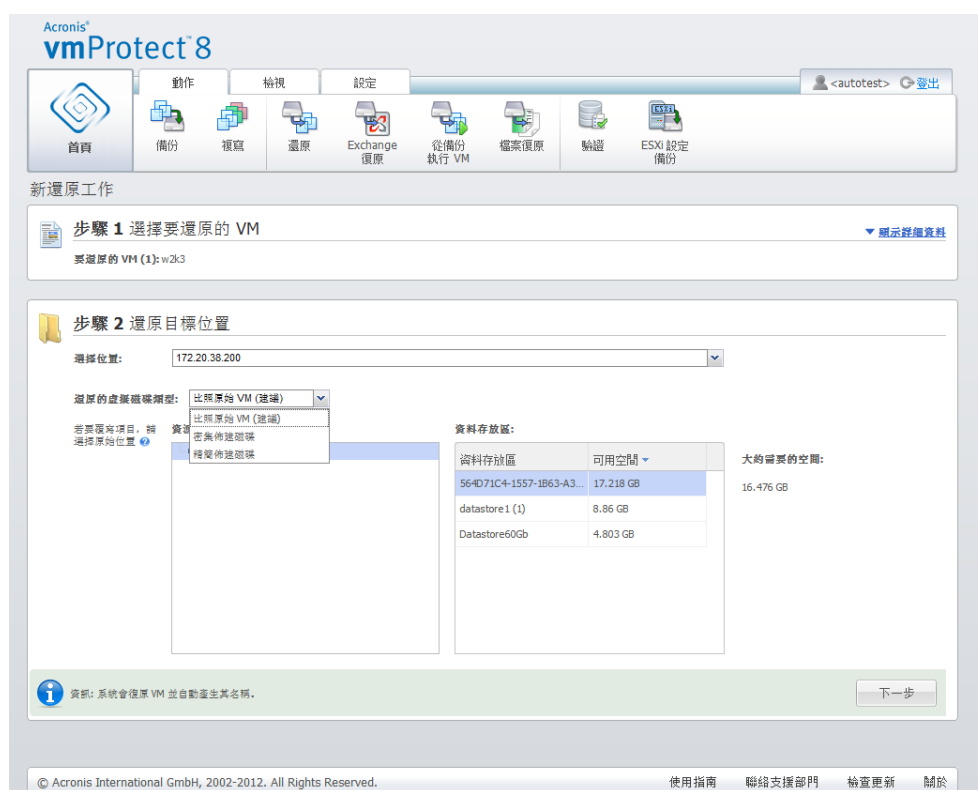 Acronis®
vmProtect™ 8
動作 檢視 設定
<autotest> 登出
首頁
備份 複寫 還原 Exchange 復原 從備份執行 VM 檔案復原 驗證 ESXi 設定備份
新還原工作
步驟 1 選擇要還原的 VM
顯示詳細資料
要還原的 VM (1): w2k3
步驟 2 還原目標位置
選擇位置: 172.20.38.200
還原的虛擬磁碟類型: 比照原始 VM (建議)
比照原始 VM (建議)
密集佈建磁碟
精簡佈建磁碟
若要覆寫項目，請
選擇原始位置
資料存放區:
資料存放區 可用空間
564D71C4-1557-1B63-A3... 17.218 GB
datastore1 (1) 8.86 GB
Datastore60Gb 4.803 GB
大約需要的空間:
16.476 GB
資訊: 系統會復原 VM 並自動產生其名稱。
下一步
© Acronis International GmbH, 2002-2012. All Rights Reserved.
使用指南 聯絡支援部門 檢查更新 關於